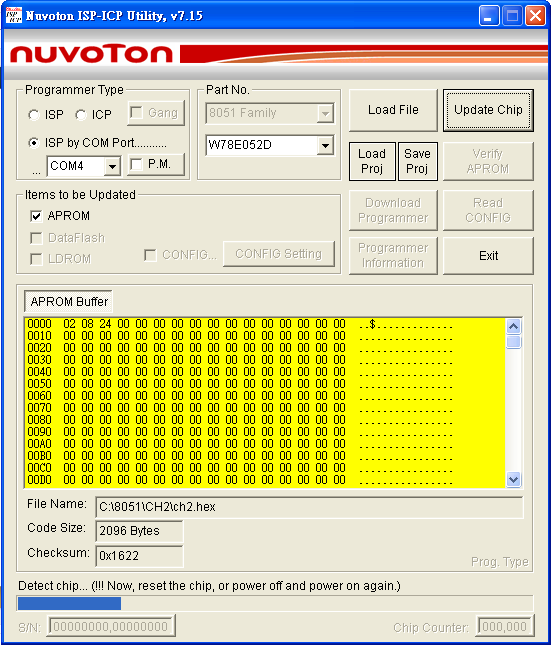 Nuvoton ISP-ICP Utility, v7.15
nuvoTon
Programmer Type
ISP ICP Gang
ISP by COM Port...........
... COM4 P.M.
Part No.
8051 Family
W78E052D
Load File Update Chip
Load Proj Save Proj Verify APROM
Download Programmer Read CONFIG
Programmer Information Exit
Items to be Updated
APROM
DataFlash
LDROM CONFIG... CONFIG Setting
APROM Buffer
0000 02 08 24 00 00 00 00 00 00 00 00 00 00 00 00 00 ..$.............
0010 00 00 00 00 00 00 00 00 00 00 00 00 00 00 00 00 ................
0020 00 00 00 00 00 00 00 00 00 00 00 00 00 00 00 00 ................
0030 00 00 00 00 00 00 00 00 00 00 00 00 00 00 00 00 ................
0040 00 00 00 00 00 00 00 00 00 00 00 00 00 00 00 00 ................
0050 00 00 00 00 00 00 00 00 00 00 00 00 00 00 00 00 ................
0060 00 00 00 00 00 00 00 00 00 00 00 00 00 00 00 00 ................
0070 00 00 00 00 00 00 00 00 00 00 00 00 00 00 00 00 ................
0080 00 00 00 00 00 00 00 00 00 00 00 00 00 00 00 00 ................
0090 00 00 00 00 00 00 00 00 00 00 00 00 00 00 00 00 ................
00A0 00 00 00 00 00 00 00 00 00 00 00 00 00 00 00 00 ................
00B0 00 00 00 00 00 00 00 00 00 00 00 00 00 00 00 00 ................
00C0 00 00 00 00 00 00 00 00 00 00 00 00 00 00 00 00 ................
00D0 00 00 00 00 00 00 00 00 00 00 00 00 00 00 00 00 ................
File Name: C:\8051\CH2\ch2.hex
Code Size: 2096 Bytes
Checksum: 0x1622
Prog. Type
Detect chip... (!!! Now, reset the chip, or power off and power on again.)
S/N: 00000000,00000000 Chip Counter: 000,000